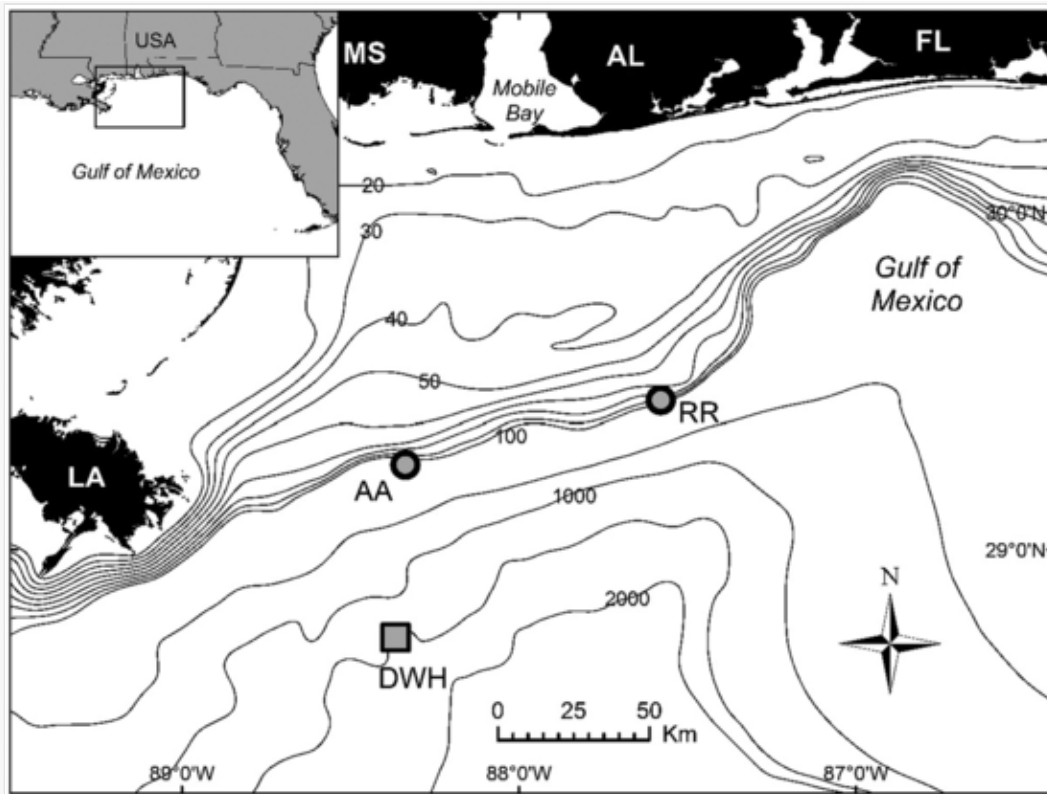 USA
Gulf of Mexico
MS
AL
FL
Mobile
Bay
20
30
30°0'N
Gulf of
Mexico
40
50
RR
100
AA
LA
1000
29°0'N
N
2000
DWH
0 25 50
Km
89°0'W
88°0'W
87°0'W